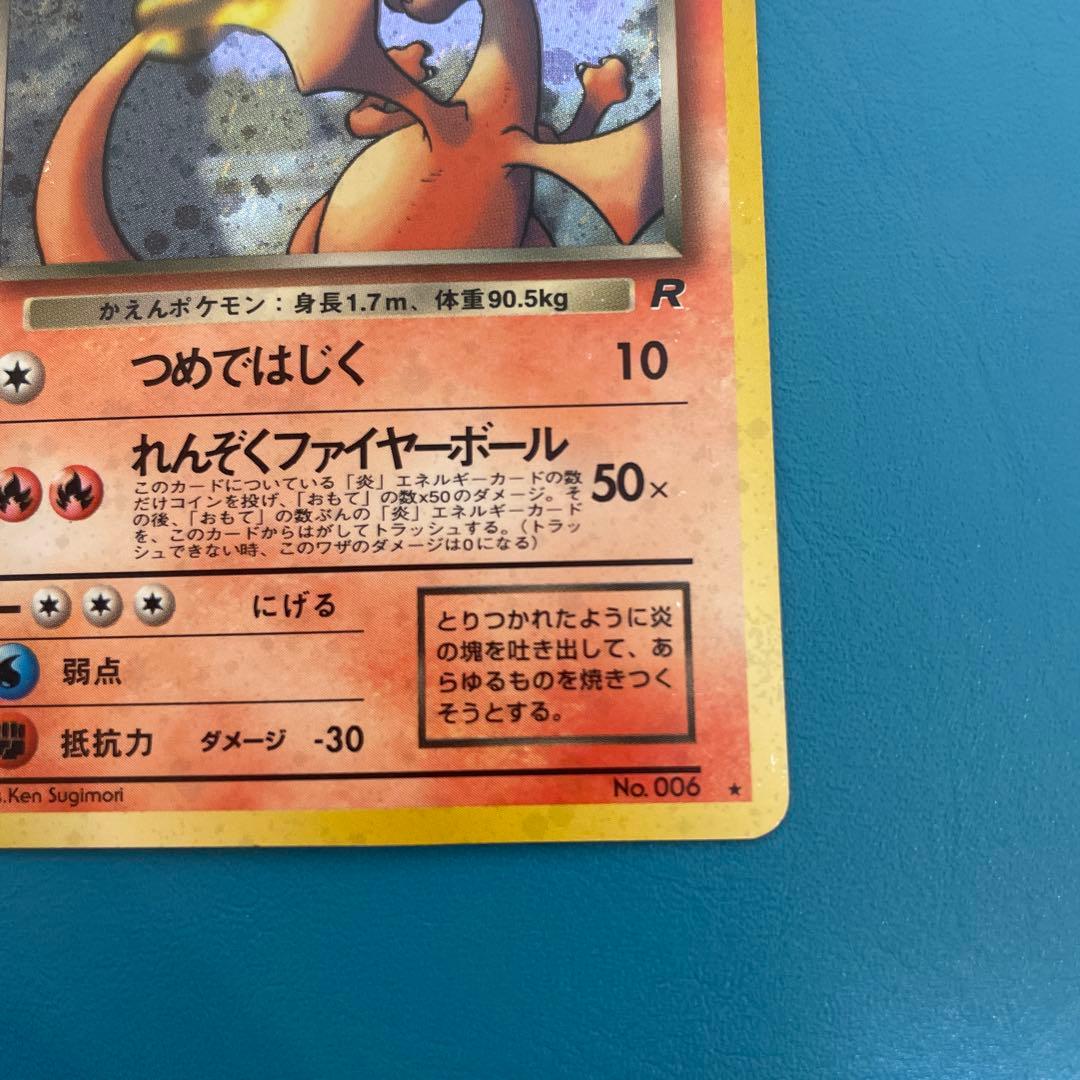 かえんポケモン：身長1.7m、体重90.5kg R
つめではじく 10
れんぞくファイヤーボール 50×
このカードについている「炎」エネルギーカードの数
だけコインを投げ、「おもて」の数×50のダメージ。そ
の後、「おもて」の数ぶんの「炎」エネルギーカード
を、このカードからはがしてトラッシュする。（トラッ
シュできない時、このワザのダメージは0になる）
にげる
弱点
抵抗力 ダメージ -30
とりつかれたように炎
の塊を吐き出して、あ
らゆるものを焼きつく
そうとする。
.Ken Sugimori
No. 006 ★